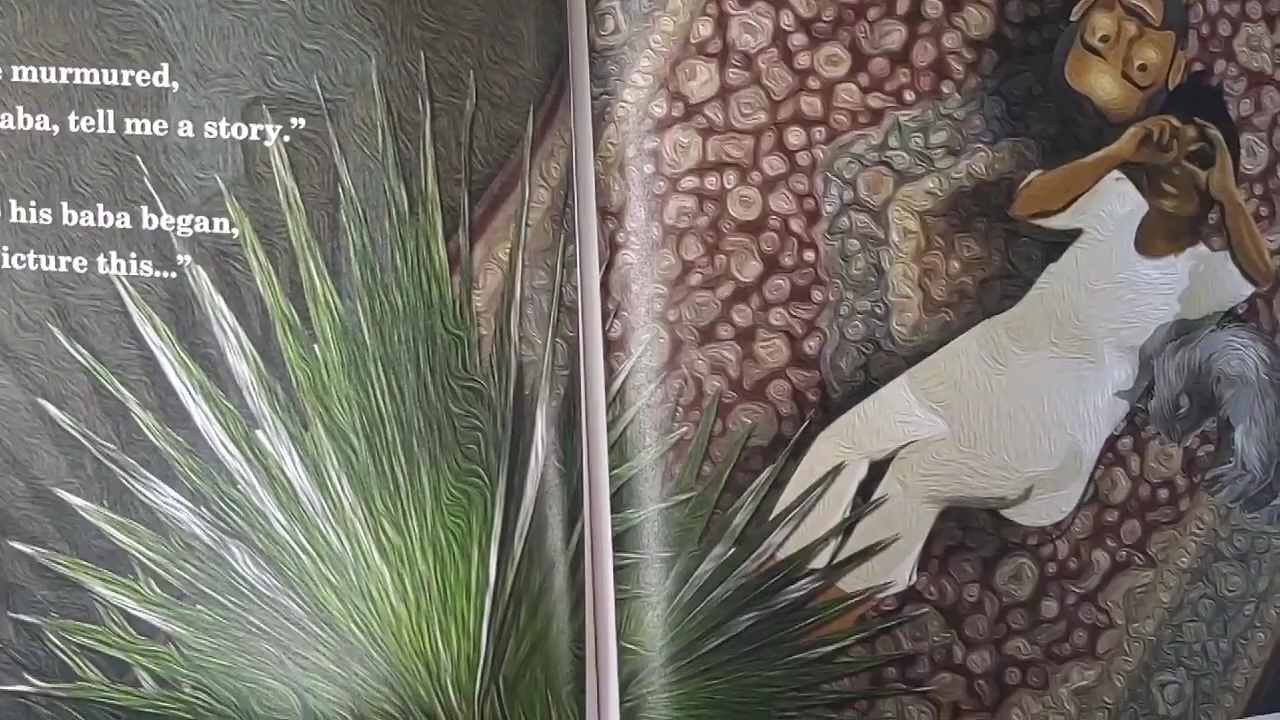 murmured,
aba, tell me a story.”
his baba began,
icture this...”